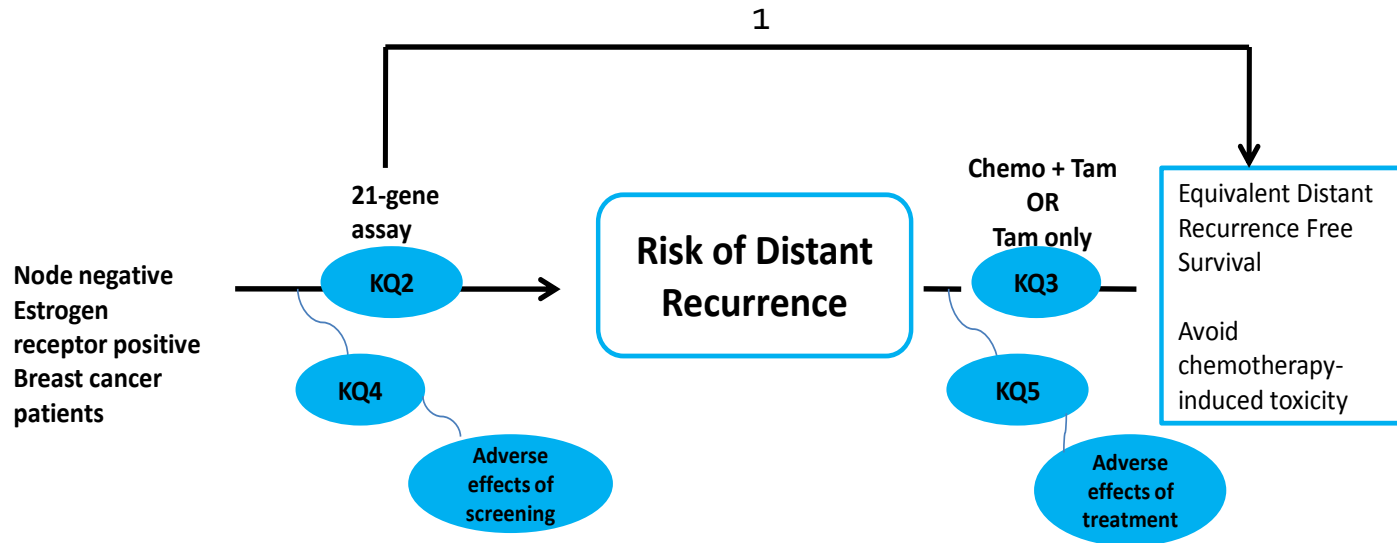 1
21-gene
assay
KQ2
Node negative
Estrogen
receptor positive
Breast cancer
patients
KQ4
Adverse
effects of
screening
Risk of Distant
Recurrence
Chemo + Tam
OR
Tam only
KQ3
KQ5
Adverse
effects of
treatment
Equivalent Distant
Recurrence Free
Survival
Avoid
chemotherapy-
induced toxicity